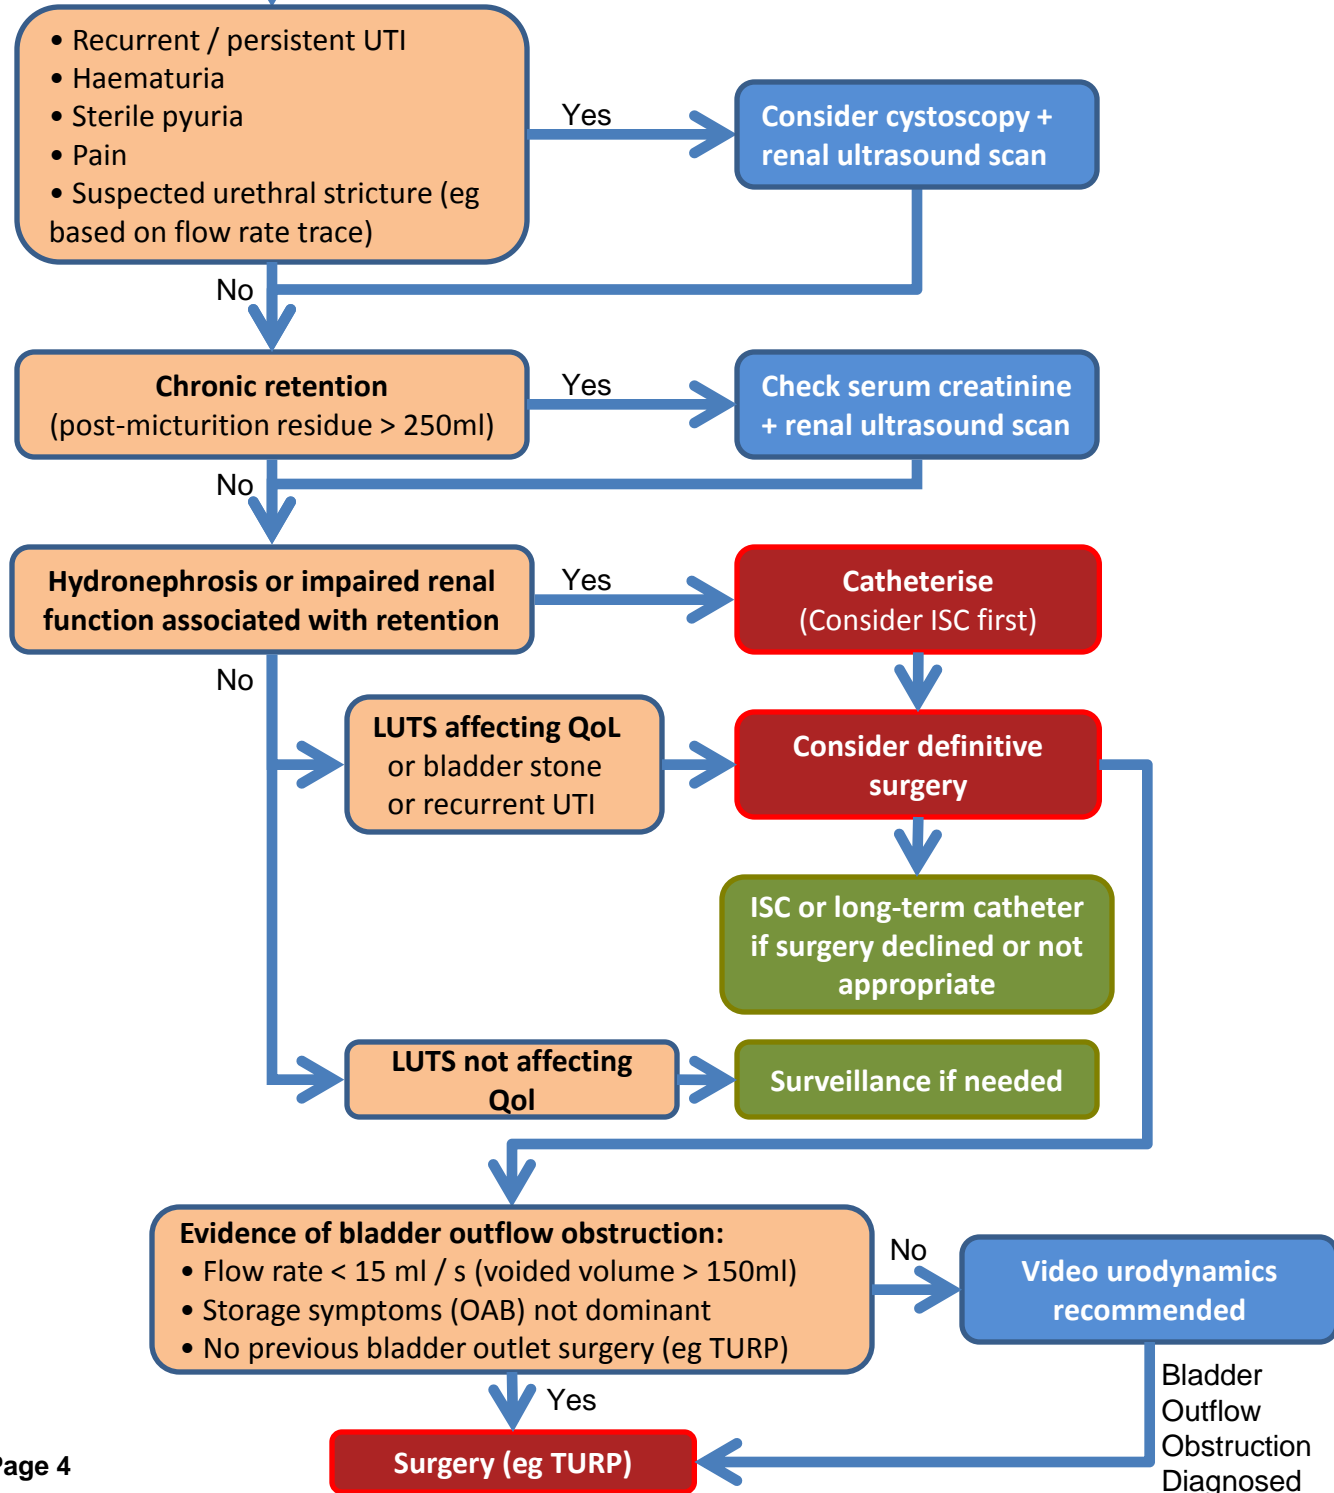 • Recurrent / persistent UTI
• Haematuria
• Sterile pyuria
• Pain
• Suspected urethral stricture (eg
based on flow rate trace)
Yes
Consider cystoscopy +
renal ultrasound scan
No
Chronic retention
(post-micturition residue > 250ml)
Yes
Check serum creatinine
+ renal ultrasound scan
No
Hydronephrosis or impaired renal
function associated with retention
Yes
Catheterise
(Consider ISC first)
No
LUTS affecting QoL
or bladder stone
or recurrent UTI
Consider definitive
surgery
ISC or long-term catheter
if surgery declined or not
appropriate
LUTS not affecting
Qol
Surveillance if needed
Evidence of bladder outflow obstruction:
• Flow rate < 15 ml / s (voided volume > 150ml)
• Storage symptoms (OAB) not dominant
• No previous bladder outlet surgery (eg TURP)
No
Video urodynamics
recommended
Yes
Bladder
Outflow
Obstruction
Diagnosed
Surgery (eg TURP)
Page 4